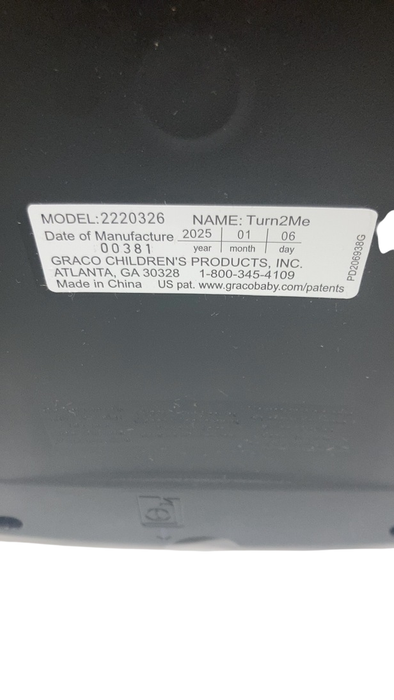 MODEL:2220326 NAME: Turn2Me
Date of Manufacture 2025 | 01 | 06
00381 year month day
GRACO CHILDREN'S PRODUCTS, INC.
ATLANTA, GA 30328 1-800-345-4109
Made in China US pat. www.gracobaby.com/patents
PD206938G